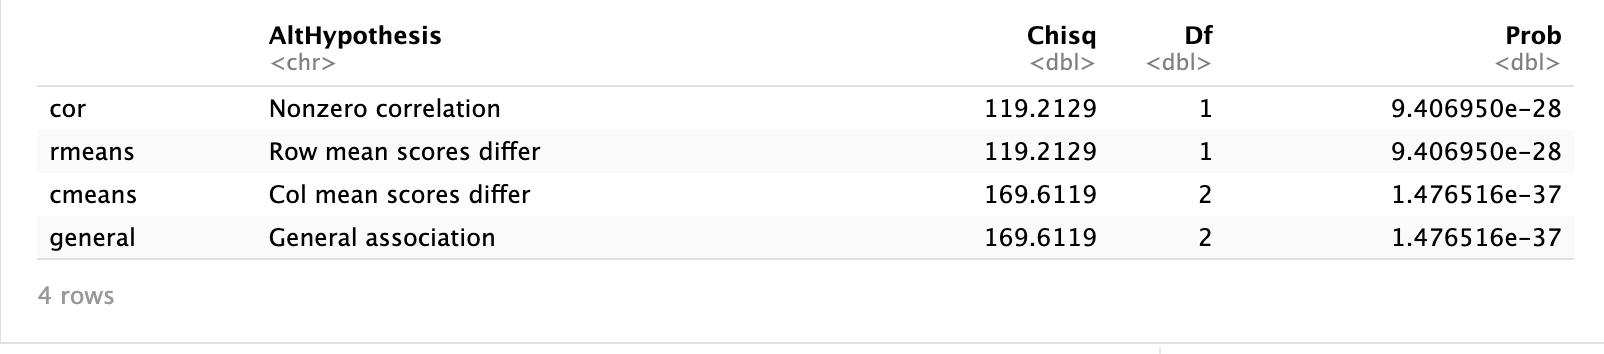 AltHypothesis Chisq Df Prob
<chr> <dbl> <dbl> <dbl>
cor Nonzero correlation 119.2129 1 9.406950e-28
rmeans Row mean scores differ 119.2129 1 9.406950e-28
cmeans Col mean scores differ 169.6119 2 1.476516e-37
general General association 169.6119 2 1.476516e-37
4 rows